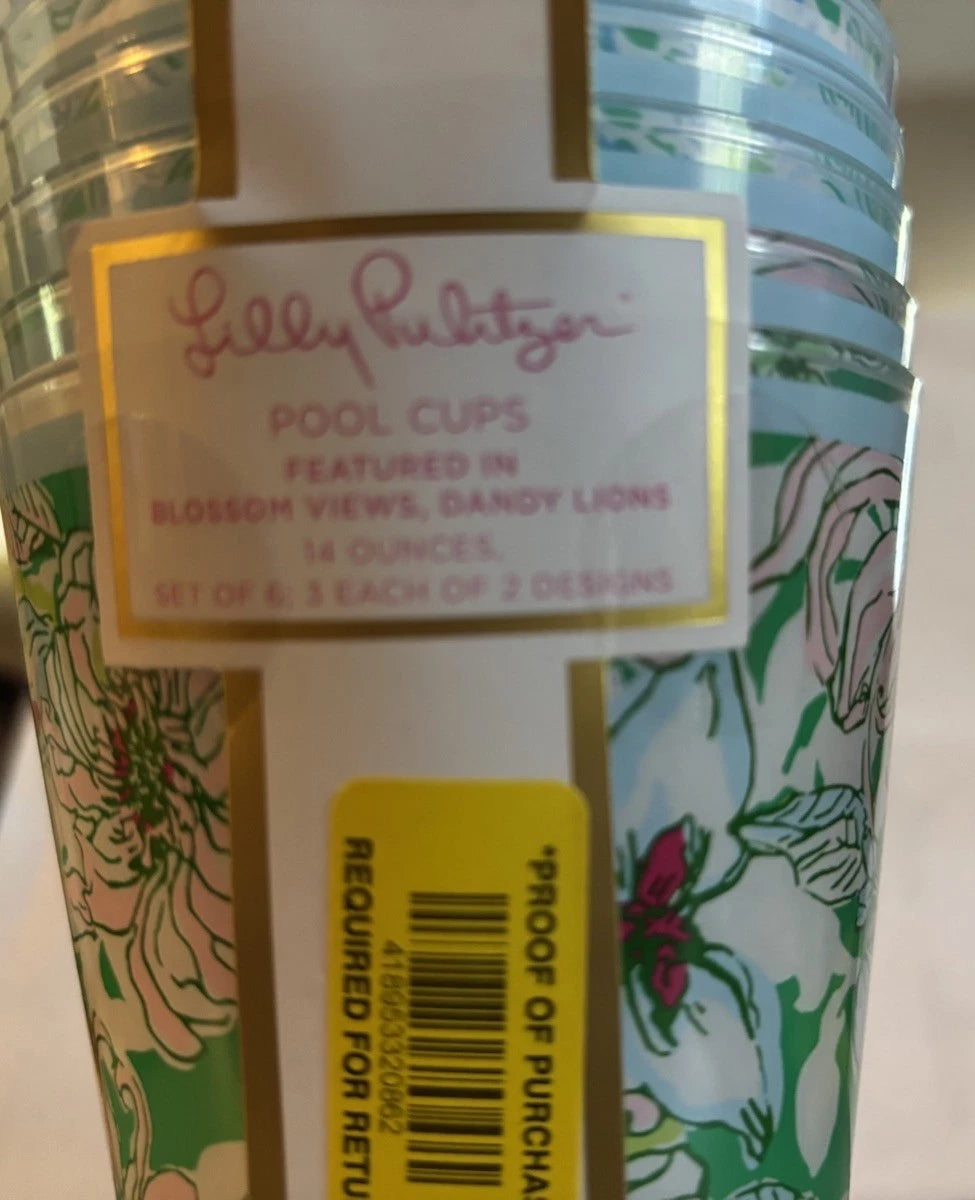 Lilly Pulitzer
POOL CUPS
FEATURED IN
BLOSSOM VIEWS, DANDY LIONS
14 OUNCES.
SET OF 6; 3 EACH OF 2 DESIGNS
*PROOF OF PURCHAS
418953320862
REQUIRED FOR RETU